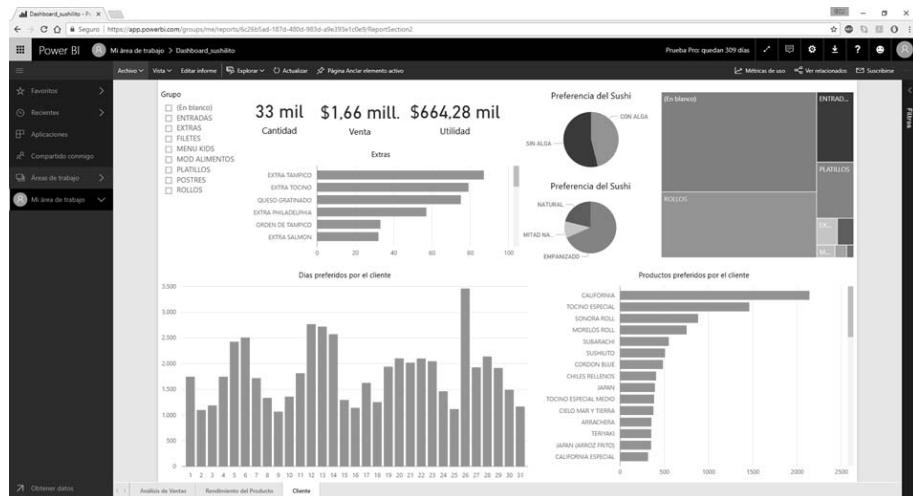 Dashboard_sushilito - P
Seguro | https://app.powerbi.com/groups/me/reports/6c26b5ad-187d-480d-983d-a9e393e1c0e9/ReportSection2
Power BI Mi área de trabajo > Dashboard_sushilito Prueba Pro: quedan 309 días
Archivo Vista Editar informe Explorar Actualizar Página Anclar elemento activo Métricas de uso Ver relacionados Suscribirse
Favoritos
Recientes
Aplicaciones
Compartido conmigo
Áreas de trabajo
Mi área de trabajo
Obtener datos
Filtros
Grupo
(En blanco)
ENTRADAS
EXTRAS
FILETES
MENU KIDS
MOD ALIMENTOS
PLATILLOS
POSTRES
ROLLOS
33 mil $1,66 mill. $664,28 mil
Cantidad Venta Utilidad
Extras
EXTRA TAMPICO
EXTRA TOCINO
QUESO GRATINADO
EXTRA PHILADELPHIA
ORDEN DE TAMPICO
EXTRA SALMON
0 20 40 60 80 100
Preferencia del Sushi
CON ALGA
SIN ALGA
Preferencia del Sushi
NATURAL
MITAD NA...
EMPANIZADO
(En blanco) ENTRAD...
PLATILLOS
ROLLOS
EX...
M...
Dias preferidos por el cliente
3.500
3.000
2.500
2.000
1.500
1.000
500
0
1 2 3 4 5 6 7 8 9 10 11 12 13 14 15 16 17 18 19 20 21 22 23 24 25 26 27 28 29 30 31
Productos preferidos por el cliente
CALIFORNIA
TOCINO ESPECIAL
SONORA ROLL
MORELOS ROLL
SUBARACHI
SUSHILITO
GORDON BLUE
CHILES RELLENOS
JAPAN
TOCINO ESPECIAL MEDIO
CIELO MAR Y TIERRA
ARRACHERA
TERIYAKI
JAPAN (ARROZ FRITO)
CALIFORNIA ESPECIAL
0 500 1000 1500 2000 2500
Análisis de Ventas Rendimiento del Producto Cliente